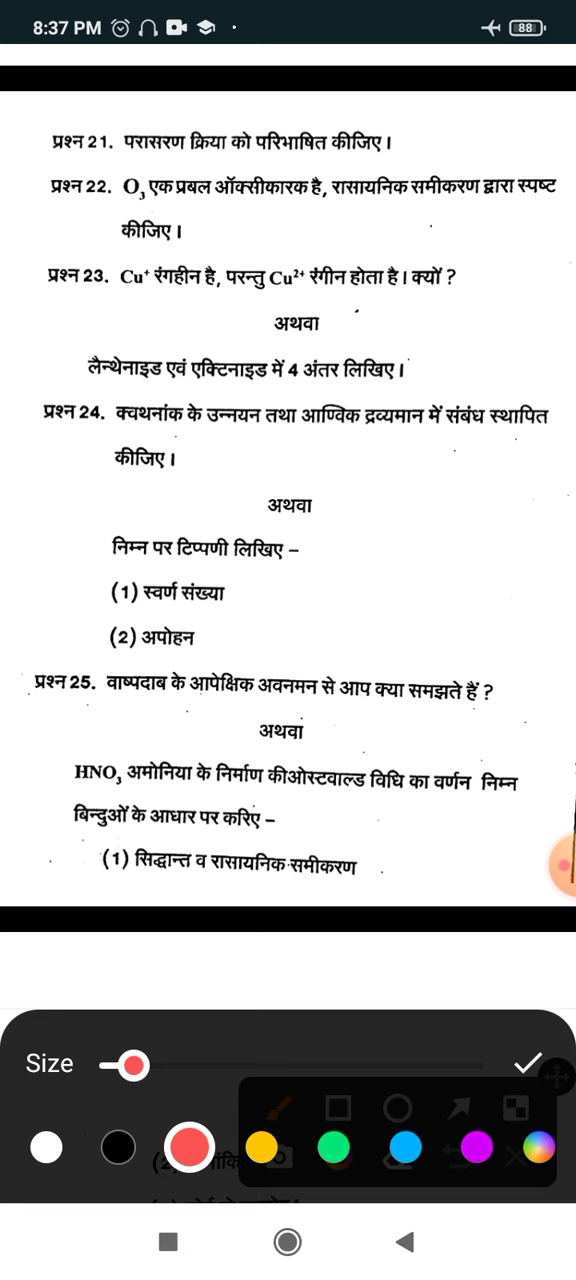 8:37 PM
88
प्रश्न 21. परासरण क्रिया को परिभाषित कीजिए।
प्रश्न 22. O₃ एक प्रबल ऑक्सीकारक है, रासायनिक समीकरण द्वारा स्पष्ट
कीजिए।
प्रश्न 23. Cu⁺ रंगहीन है, परन्तु Cu²⁺ रंगीन होता है। क्यों ?
अथवा
लैन्थेनाइड एवं एक्टिनाइड में 4 अंतर लिखिए।
प्रश्न 24. क्वथनांक के उन्नयन तथा आण्विक द्रव्यमान में संबंध स्थापित
कीजिए।
अथवा
निम्न पर टिप्पणी लिखिए –
(1) स्वर्ण संख्या
(2) अपोहन
प्रश्न 25. वाष्पदाब के आपेक्षिक अवनमन से आप क्या समझते हैं ?
अथवा
HNO₃ अमोनिया के निर्माण कीओस्टवाल्ड विधि का वर्णन निम्न
बिन्दुओं के आधार पर करिए –
(1) सिद्धान्त व रासायनिक समीकरण
Size